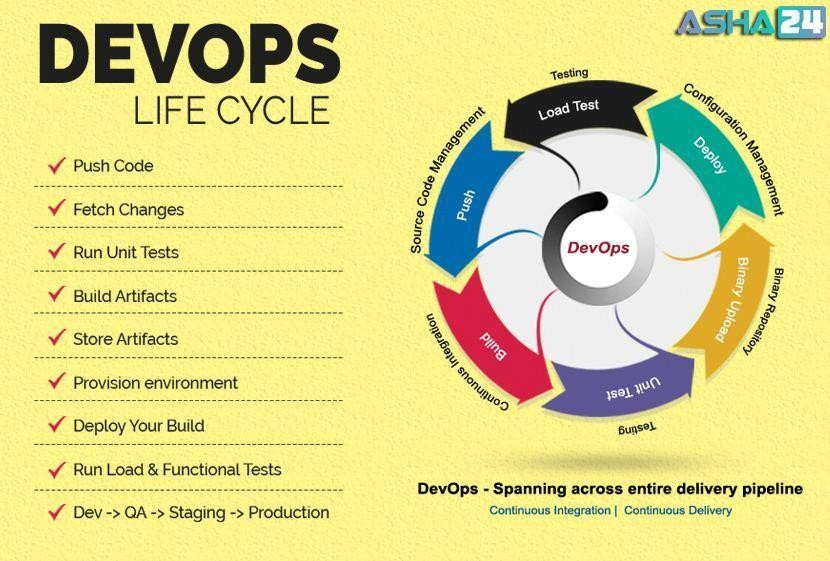 ASHA24
DEVOPS
LIFE CYCLE
Push Code
Fetch Changes
Run Unit Tests
Build Artifacts
Store Artifacts
Provision environment
Deploy Your Build
Run Load & Functional Tests
Dev -> QA -> Staging -> Production
Testing
Load Test
Configuration Management
Deploy
Binary Repository
Binary Upload
Testing
Unit Test
Continuous Integration
Build
Source Code Management
Push
DevOps
DevOps - Spanning across entire delivery pipeline
Continuous Integration | Continuous Delivery